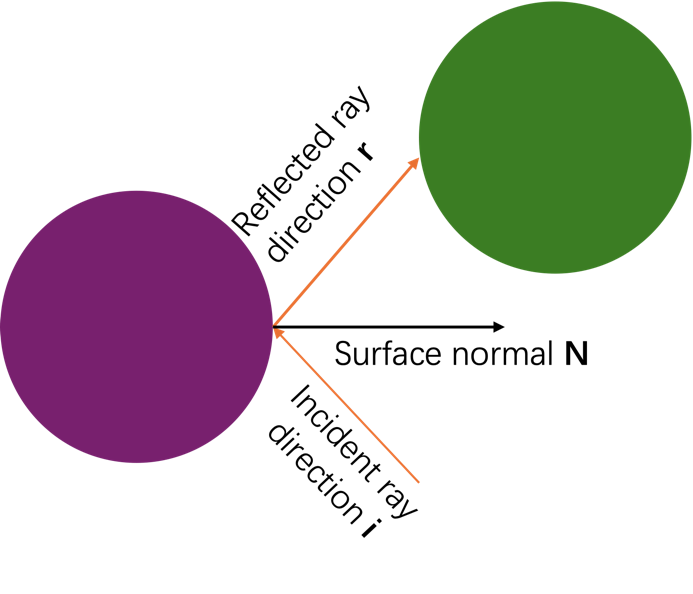 Reflected ray
direction r
Surface normal N
Incident ray
direction i